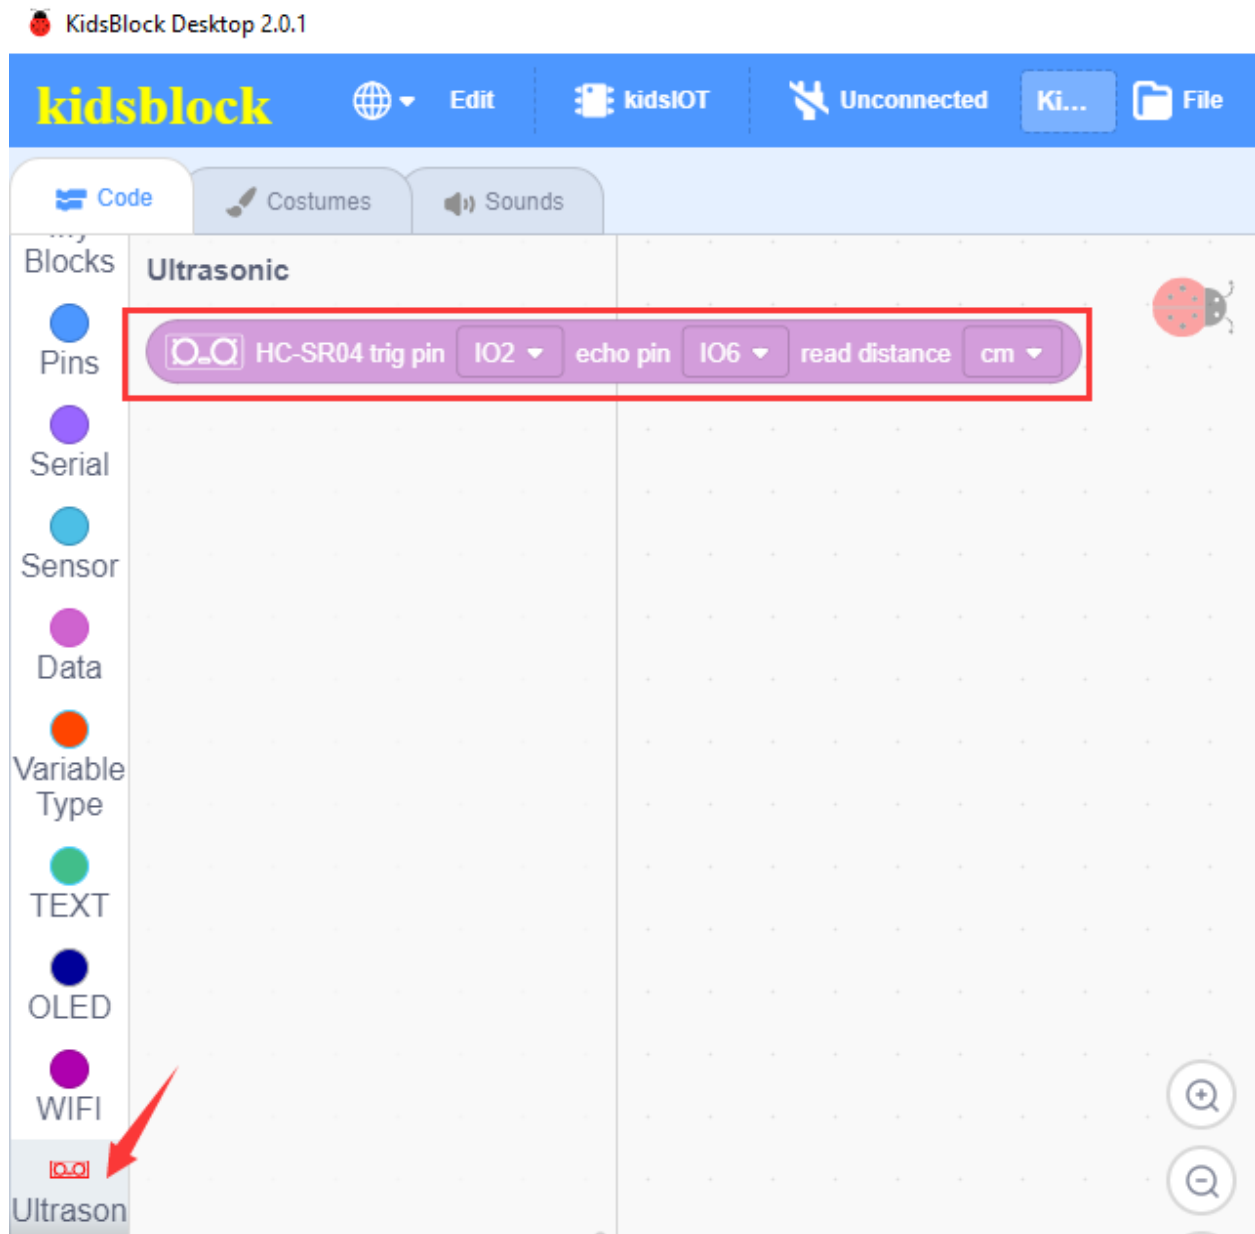 KidsBlock Desktop 2.0.1
kidsblock Edit kidsIOT Unconnected Ki... File
Code Costumes Sounds
Blocks
Ultrasonic
HC-SR04 trig pin IO2 echo pin IO6 read distance cm
Pins
Serial
Sensor
Data
Variable
Type
TEXT
OLED
WIFI
Ultrason